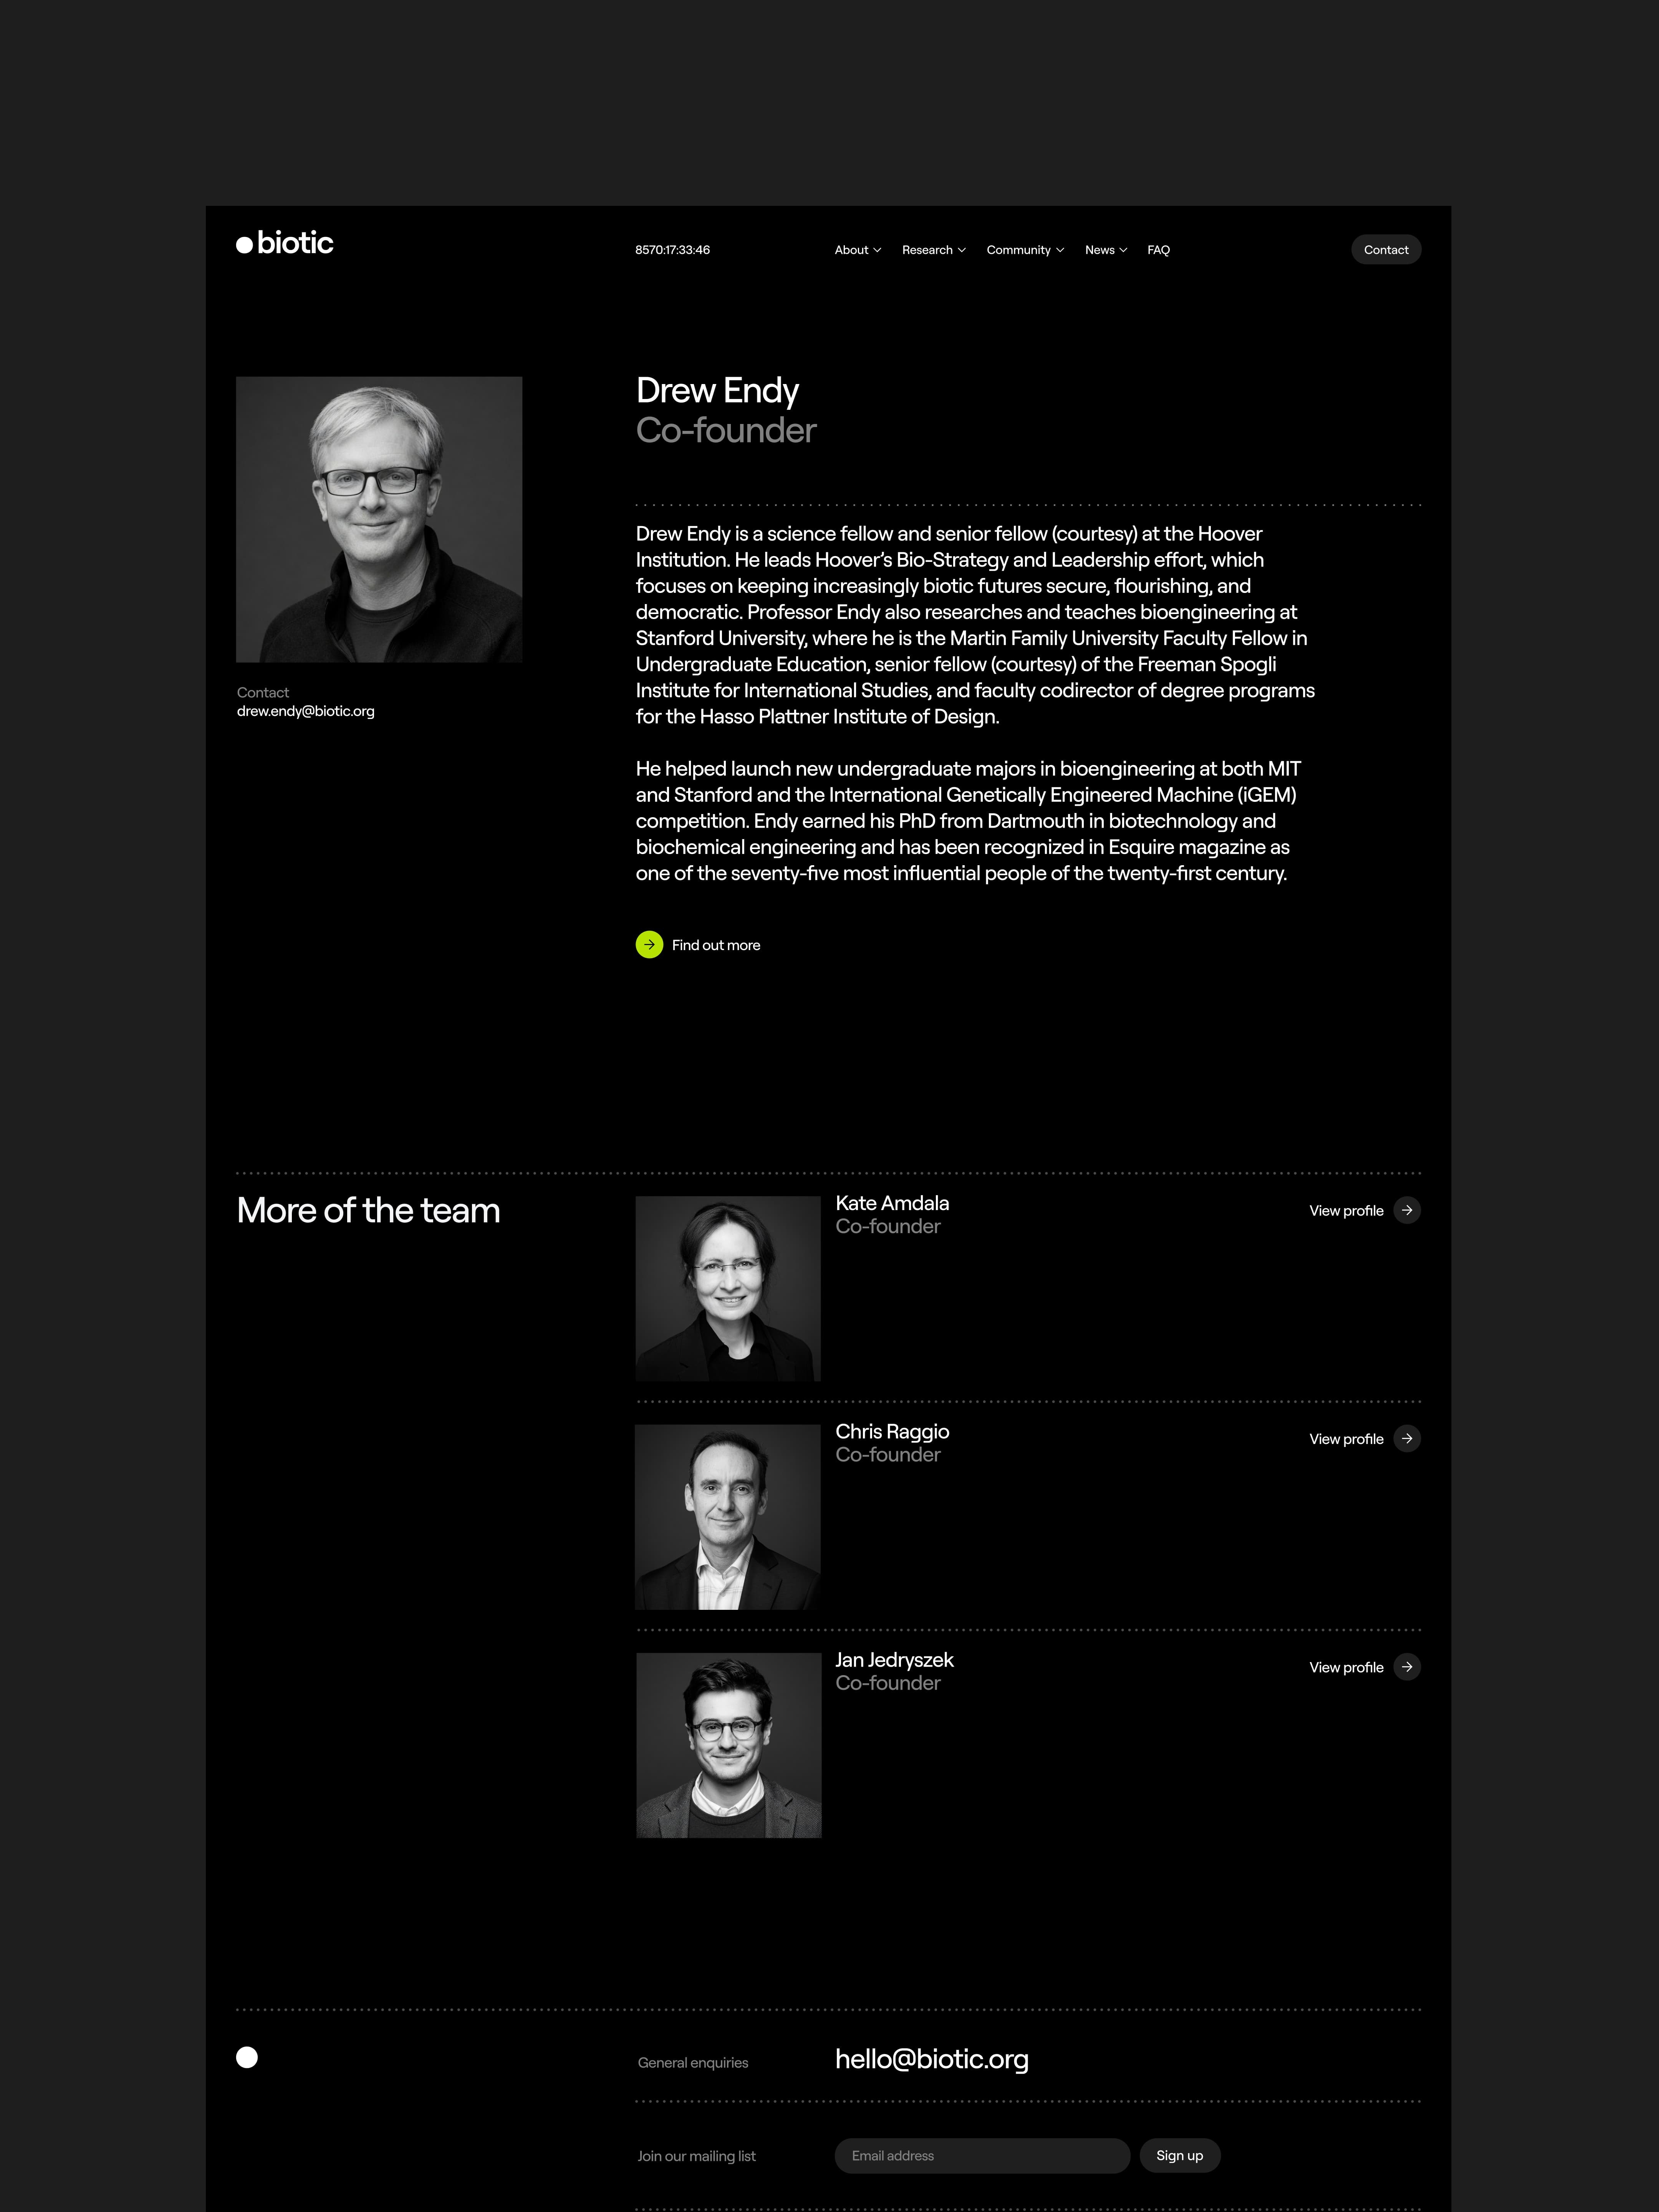 biotic
8570:17:33:46
About
Research
Community
News
FAQ
Contact
Drew Endy
Co-founder
Contact
drew.endy@biotic.org
Drew Endy is a science fellow and senior fellow (courtesy) at the Hoover
Institution. He leads Hoover’s Bio-Strategy and Leadership effort, which
focuses on keeping increasingly biotic futures secure, flourishing, and
democratic. Professor Endy also researches and teaches bioengineering at
Stanford University, where he is the Martin Family University Faculty Fellow in
Undergraduate Education, senior fellow (courtesy) of the Freeman Spogli
Institute for International Studies, and faculty codirector of degree programs
for the Hasso Plattner Institute of Design.
He helped launch new undergraduate majors in bioengineering at both MIT
and Stanford and the International Genetically Engineered Machine (iGEM)
competition. Endy earned his PhD from Dartmouth in biotechnology and
biochemical engineering and has been recognized in Esquire magazine as
one of the seventy-five most influential people of the twenty-first century.
Find out more
More of the team
Kate Amdala
Co-founder
View profile
Chris Raggio
Co-founder
View profile
Jan Jedryszek
Co-founder
View profile
General enquiries
hello@biotic.org
Join our mailing list
Email address
Sign up